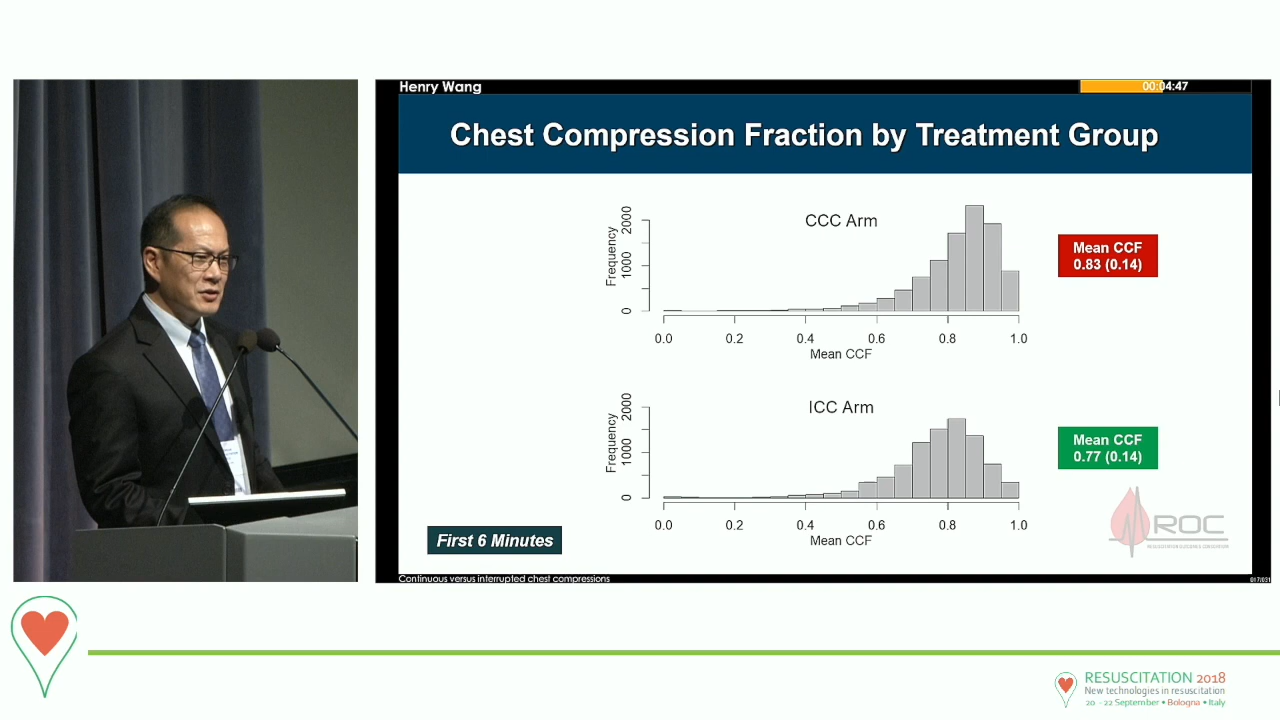 Henry Wang
00:04:47
Chest Compression Fraction by Treatment Group
CCC Arm
Frequency
0 1000 2000
0.0 0.2 0.4 0.6 0.8 1.0
Mean CCF
Mean CCF
0.83 (0.14)
ICC Arm
Frequency
0 1000 2000
0.0 0.2 0.4 0.6 0.8 1.0
Mean CCF
Mean CCF
0.77 (0.14)
First 6 Minutes
ROC
Continuous versus interrupted chest compressions
017/031
RESUSCITATION 2018
New technologies in resuscitation
20 - 22 September • Bologna • Italy